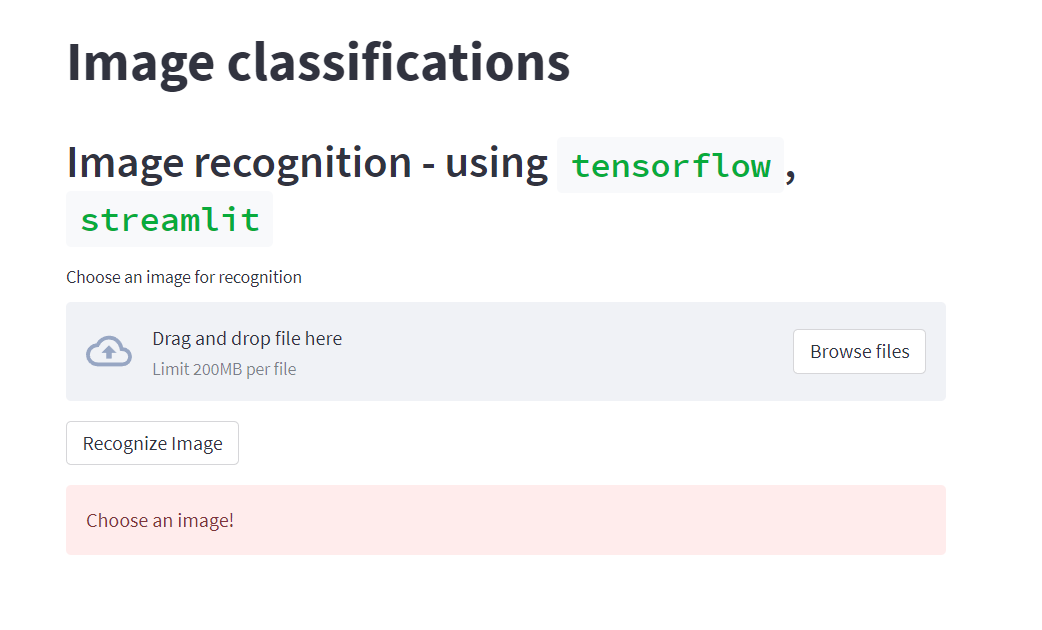 Image classifications
Image recognition - using tensorflow ,
streamlit
Choose an image for recognition
Drag and drop file here
Limit 200MB per file
Browse files
Recognize Image
Choose an image!